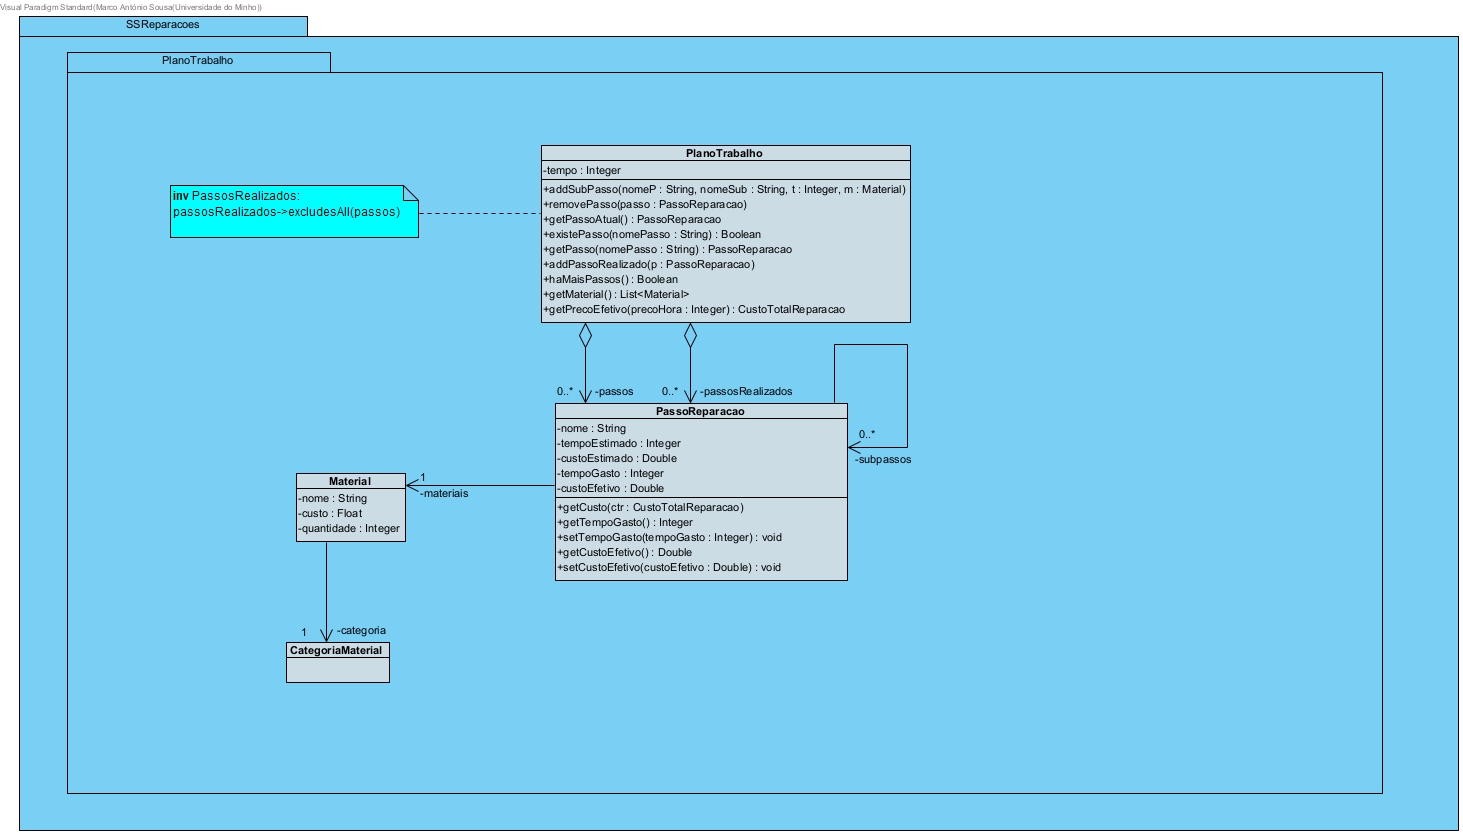 Visual Paradigm Standard(Marco António Sousa(Universidade do Minho))
SSReparacoes
PlanoTrabalho
PlanoTrabalho
-tempo : Integer
+addSubPasso(nomeP : String, nomeSub : String, t : Integer, m : Material)
+removePasso(passo : PassoReparacao)
+getPassoAtual() : PassoReparacao
+existePasso(nomePasso : String) : Boolean
+getPasso(nomePasso : String) : PassoReparacao
+addPassoRealizado(p : PassoReparacao)
+haMaisPassos() : Boolean
+getMaterial() : List<Material>
+getPrecoEfetivo(precoHora : Integer) : CustoTotalReparacao
inv PassosRealizados:
passosRealizados->excludesAll(passos)
0..* -passos
0..* -passosRealizados
PassoReparacao
-nome : String
-tempoEstimado : Integer
-custoEstimado : Double
-tempoGasto : Integer
-custoEfetivo : Double
+getCusto(ctr : CustoTotalReparacao)
+getTempoGasto() : Integer
+setTempoGasto(tempoGasto : Integer) : void
+getCustoEfetivo() : Double
+setCustoEfetivo(custoEfetivo : Double) : void
0..*
-subpassos
1
-materiais
Material
-nome : String
-custo : Float
-quantidade : Integer
1 -categoria
CategoriaMaterial